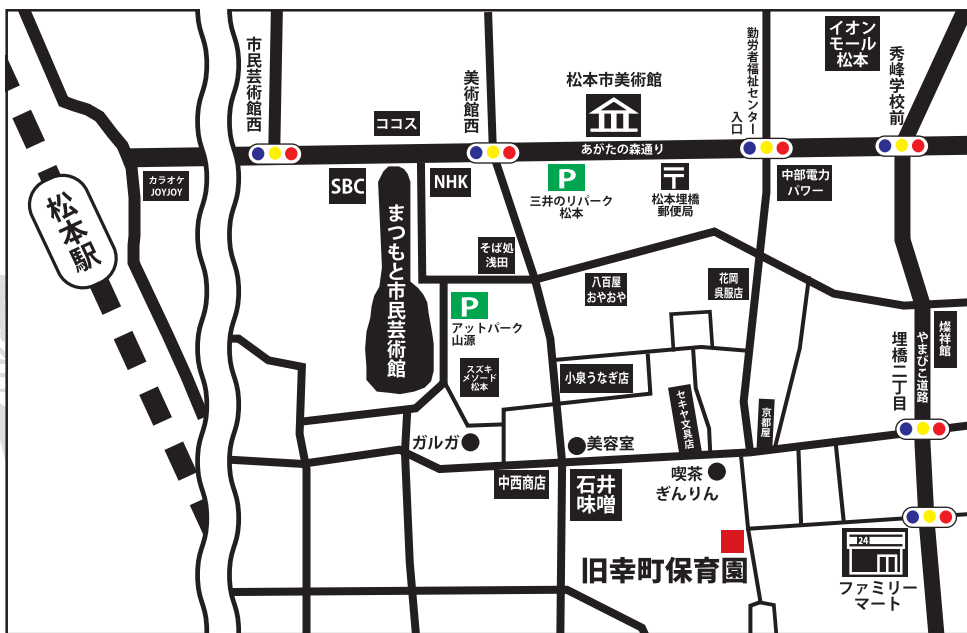 市民芸術館西
美術館西
松本市美術館
勤労者福祉センター
入口
イオン
モール
松本
秀峰学校前
ココス
あがたの森通り
カラオケ
JOYJOY
SBC
NHK
P
三井のリパーク
松本
松本埋橋
郵便局
中部電力
パワー
松本駅
まつもと市民芸術館
そば処
浅田
八百屋
おやおや
花岡
呉服店
P
アットパーク
山源
スズキ
メソード
松本
小泉うなぎ店
セキヤ文具店
京都屋
埋橋二丁目
やまびこ道路
燦祥館
ガルガ
美容室
中西商店
石井
味噌
喫茶
ぎんりん
旧幸町保育園
24
ファミリー
マート